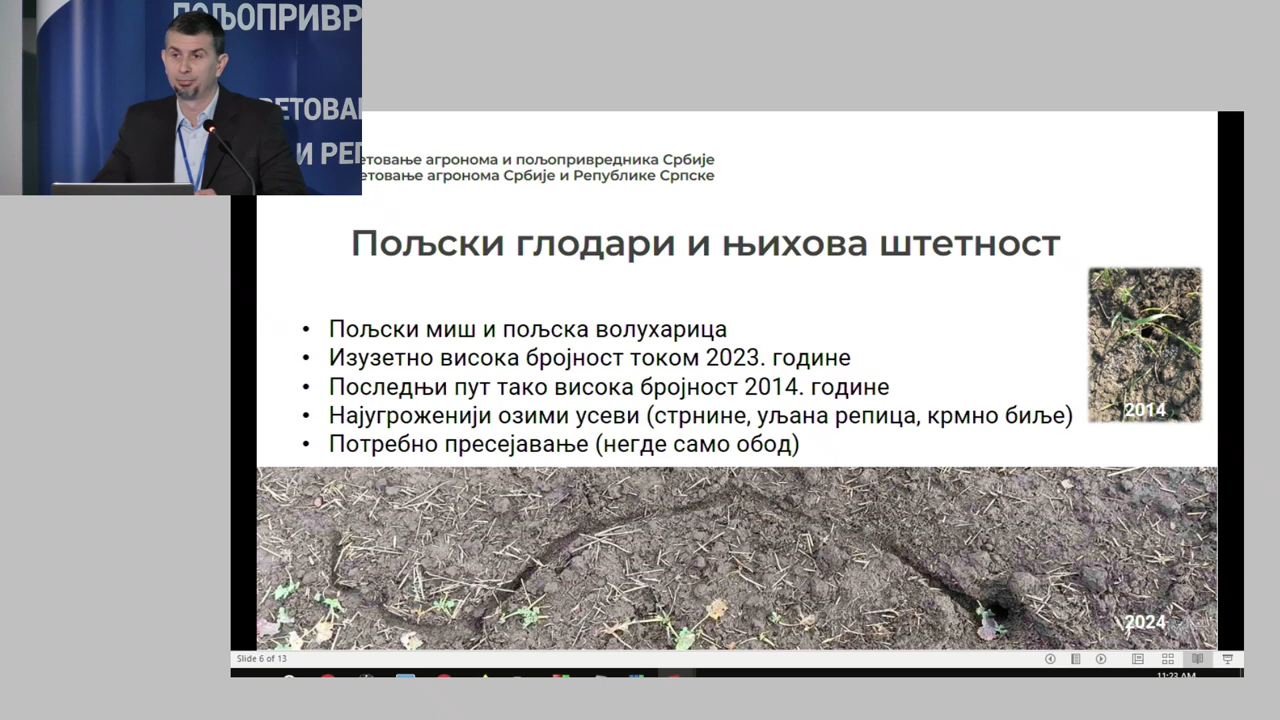 ПОЉОПРИВР
ВЕТОВА
И РЕП
етовање агронома и пољопривредника Србије
етовање агронома Србије и Републике Српске
Пољски глодари и њихова штетност
• Пољски миш и пољска волухарица
• Изузетно висока бројност током 2023. године
• Последњи пут тако висока бројност 2014. године
• Најугроженији озими усеви (стрнине, уљана репица, крмно биље)
• Потребно пресејавање (негде само обод)
2014
2024
Slide 6 of 13
11:23 AM